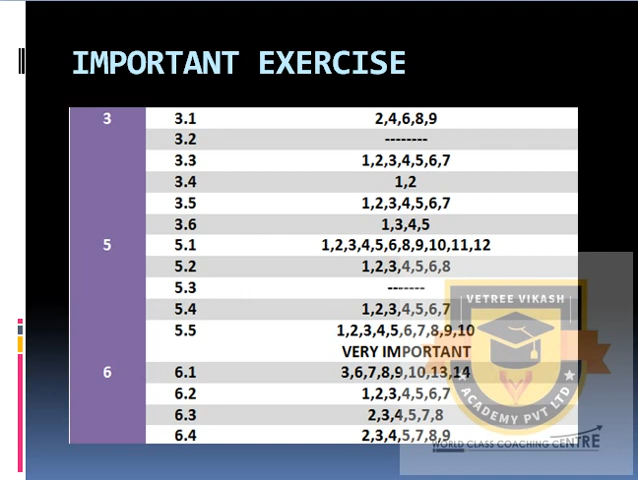 IMPORTANT EXERCISE
3 3.1 2,4,6,8,9
3.2 --------
3.3 1,2,3,4,5,6,7
3.4 1,2
3.5 1,2,3,4,5,6,7
3.6 1,3,4,5
5 5.1 1,2,3,4,5,6,8,9,10,11,12
5.2 1,2,3,4,5,6,8
5.3 -------
5.4 1,2,3,4,5,6,7
5.5 1,2,3,4,5,6,7,8,9,10
VERY IMPORTANT
6 6.1 3,6,7,8,9,10,13,14
6.2 1,2,3,4,5,6,7
6.3 2,3,4,5,7,8
6.4 2,3,4,5,7,8,9
VETREE VIKASH
ACADEMY PVT LTD
WORLD CLASS COACHING CENTRE